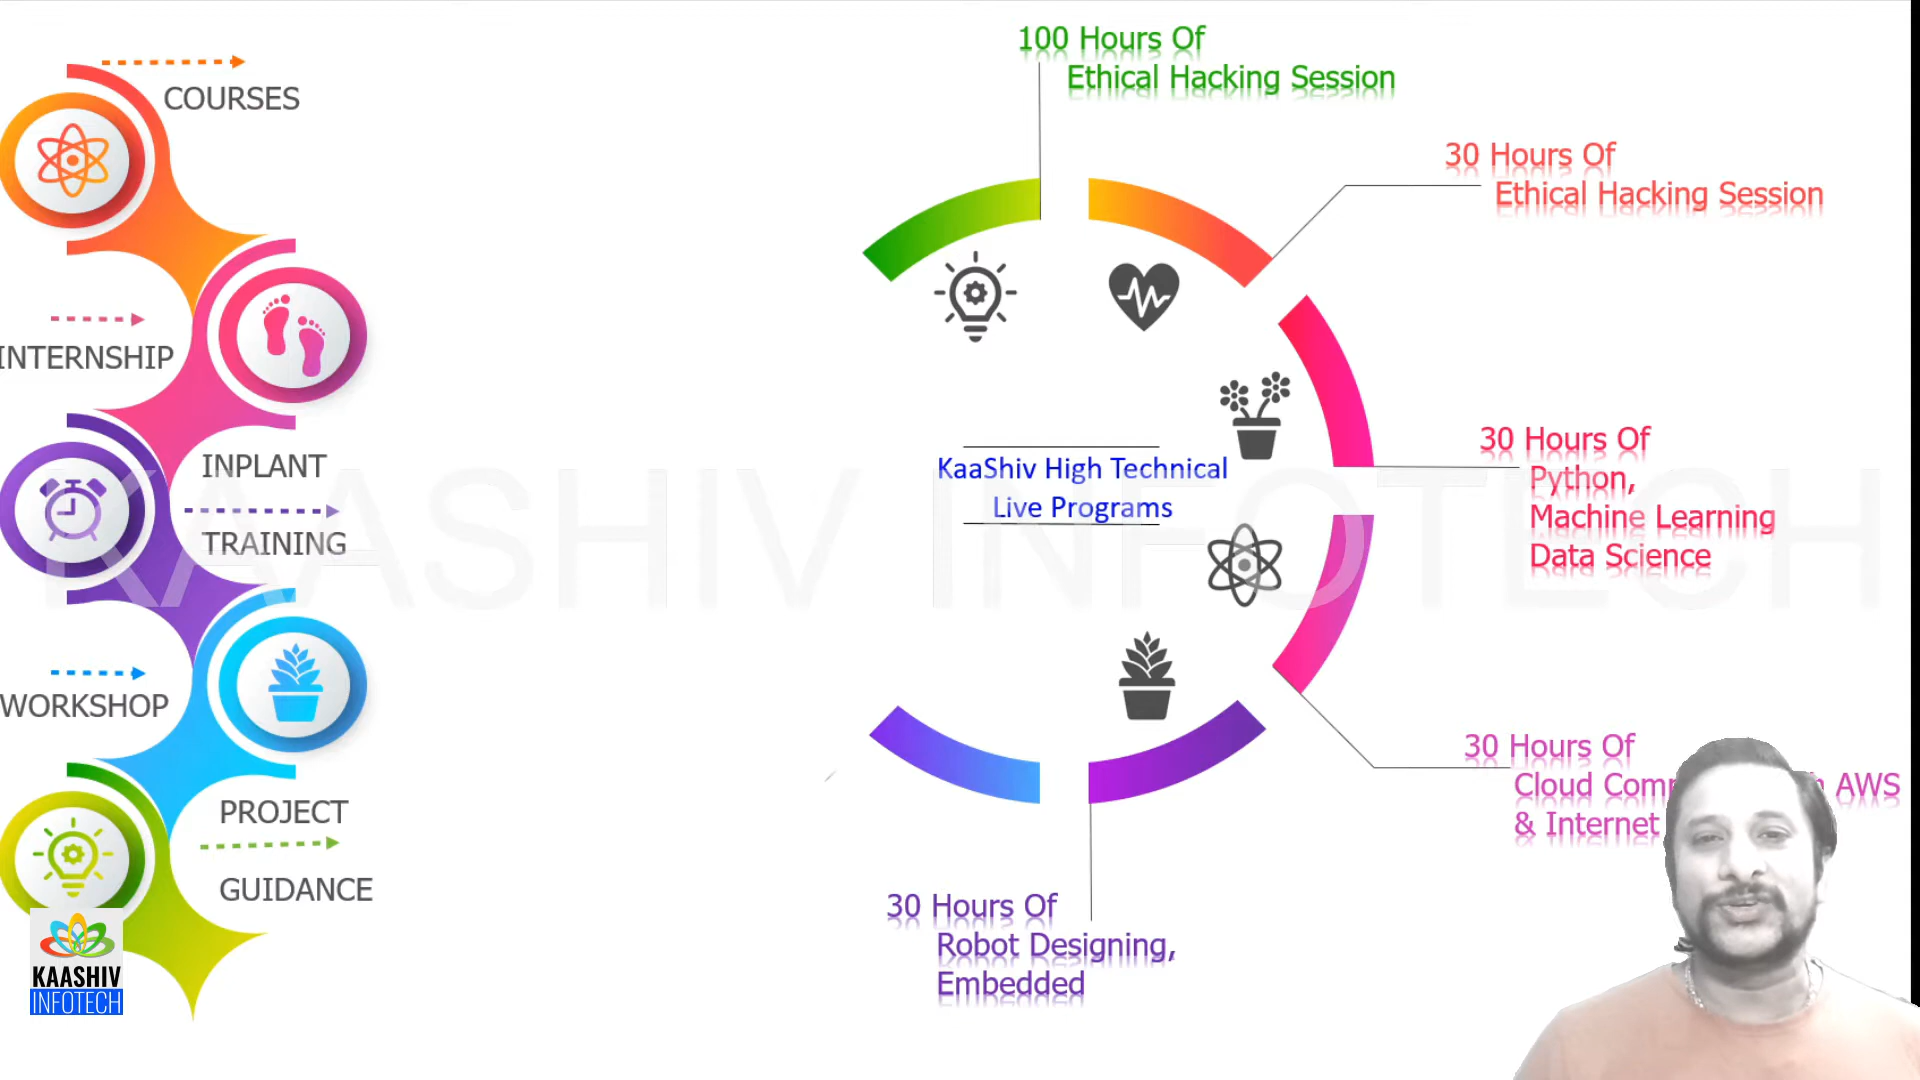 COURSES
INTERNSHIP
INPLANT
TRAINING
WORKSHOP
PROJECT
GUIDANCE
KAASHIV
INFOTECH
100 Hours Of
Ethical Hacking Session
30 Hours Of
Ethical Hacking Session
KaaShiv High Technical
Live Programs
30 Hours Of
Python,
Machine Learning
Data Science
30 Hours Of
Cloud AWS
& Internet
30 Hours Of
Robot Designing,
Embedded
KAASHIV INFOTECH